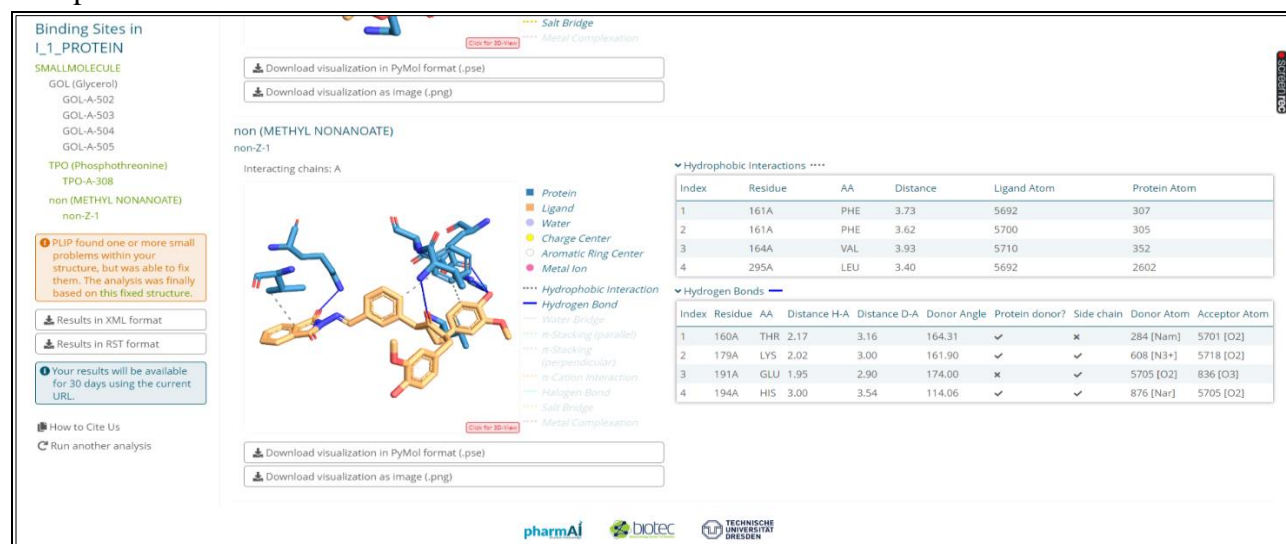 Binding Sites in
I_1_PROTEIN
SMALLMOLECULE
GOL (Glycerol)
GOL-A-502
GOL-A-503
GOL-A-504
GOL-A-505
TPO (Phosphothreonine)
TPO-A-308
non (METHYL NONANOATE)
non-Z-1
PLIP found one or more small
problems within your
structure, but was able to fix
them. The analysis was finally
based on this fixed structure.
Results in XML format
Results in RST format
Your results will be available
for 30 days using the current
URL.
How to Cite Us
Run another analysis
Salt Bridge
Metal Complexation
Click for 3D-View
Download visualization in PyMol format (.pse)
Download visualization as image (.png)
non (METHYL NONANOATE)
non-Z-1
Interacting chains: A
Protein
Ligand
Water
Charge Center
Aromatic Ring Center
Metal Ion
Hydrophobic Interaction
Hydrogen Bond
Water Bridge
π-Stacking (parallel)
π-Stacking
(perpendicular)
π-Cation Interaction
Halogen Bond
Salt Bridge
Metal Complexation
Click for 3D-View
Download visualization in PyMol format (.pse)
Download visualization as image (.png)
Hydrophobic Interactions
Index Residue AA Distance Ligand Atom Protein Atom
1 161A PHE 3.73 5692 307
2 161A PHE 3.62 5700 305
3 164A VAL 3.93 5710 352
4 295A LEU 3.40 5692 2602
Hydrogen Bonds
Index Residue AA Distance H-A Distance D-A Donor Angle Protein donor? Side chain Donor Atom Acceptor Atom
1 160A THR 2.17 3.16 164.31 ✔ ✖ 284 [Nam] 5701 [O2]
2 179A LYS 2.02 3.00 161.90 ✔ ✔ 608 [N3+] 5718 [O2]
3 191A GLU 1.95 2.90 174.00 ✖ ✔ 5705 [O2] 836 [O3]
4 194A HIS 3.00 3.54 114.06 ✔ ✔ 876 [Nar] 5705 [O2]
screenrec
pharmAI
biotec
TECHNISCHE
UNIVERSITÄT
DRESDEN